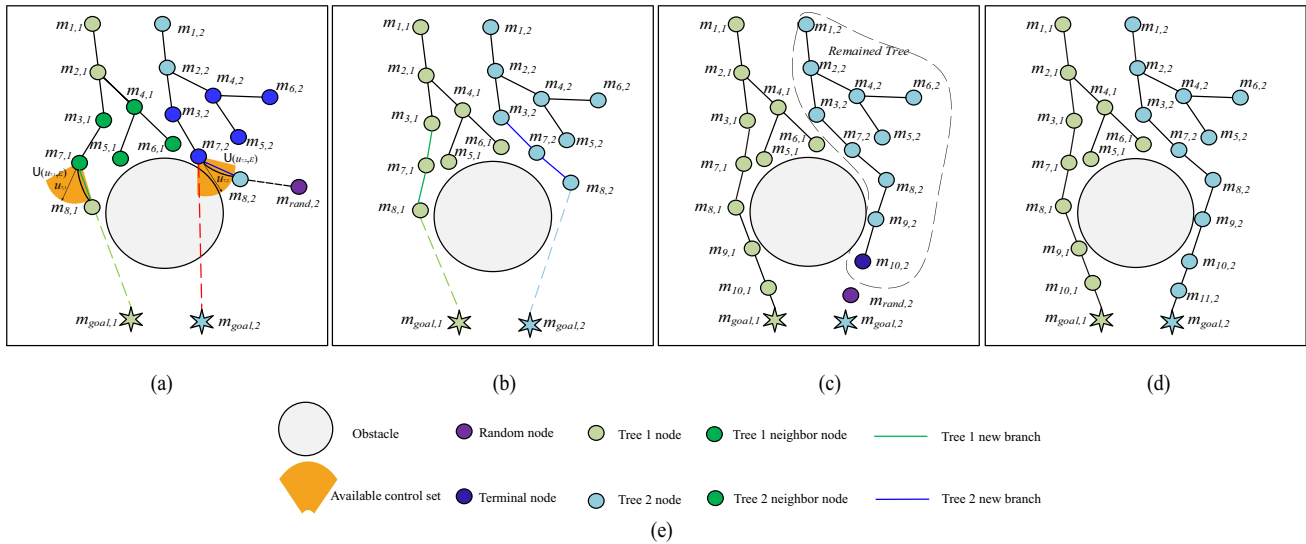 m1,1
m1,2
m2,1
m2,2
m4,1
m4,2
m6,2
m3,1
m3,2
m5,2
m6,1
m7,1
m5,1
m7,2
m8,1
m8,2
mrand,2
mgoal,1
mgoal,2
m1,1
m1,2
m2,1
m2,2
m4,1
m4,2
m6,2
m3,1
m3,2
m5,2
m6,1
m7,2
m7,1
m5,1
m8,2
m8,1
mgoal,1
mgoal,2
m1,1
m1,2
Remained Tree
m2,1
m2,2
m4,1
m4,2
m6,2
m3,1
m3,2
m5,2
m6,1
m7,2
m7,1
m5,1
m8,2
m8,1
m9,2
m9,1
m10,2
m10,1
mrand,2
mgoal,1
mgoal,2
m1,1
m1,2
m2,1
m2,2
m4,1
m4,2
m6,2
m3,1
m3,2
m5,2
m6,1
m7,2
m7,1
m5,1
m8,2
m8,1
m9,2
m9,1
m10,2
m10,1
m11,2
mgoal,1
mgoal,2
(a)
(b)
(c)
(d)
Obstacle
Random node
Tree 1 node
Tree 1 neighbor node
Tree 1 new branch
Available control set
Terminal node
Tree 2 node
Tree 2 neighbor node
Tree 2 new branch
(e)